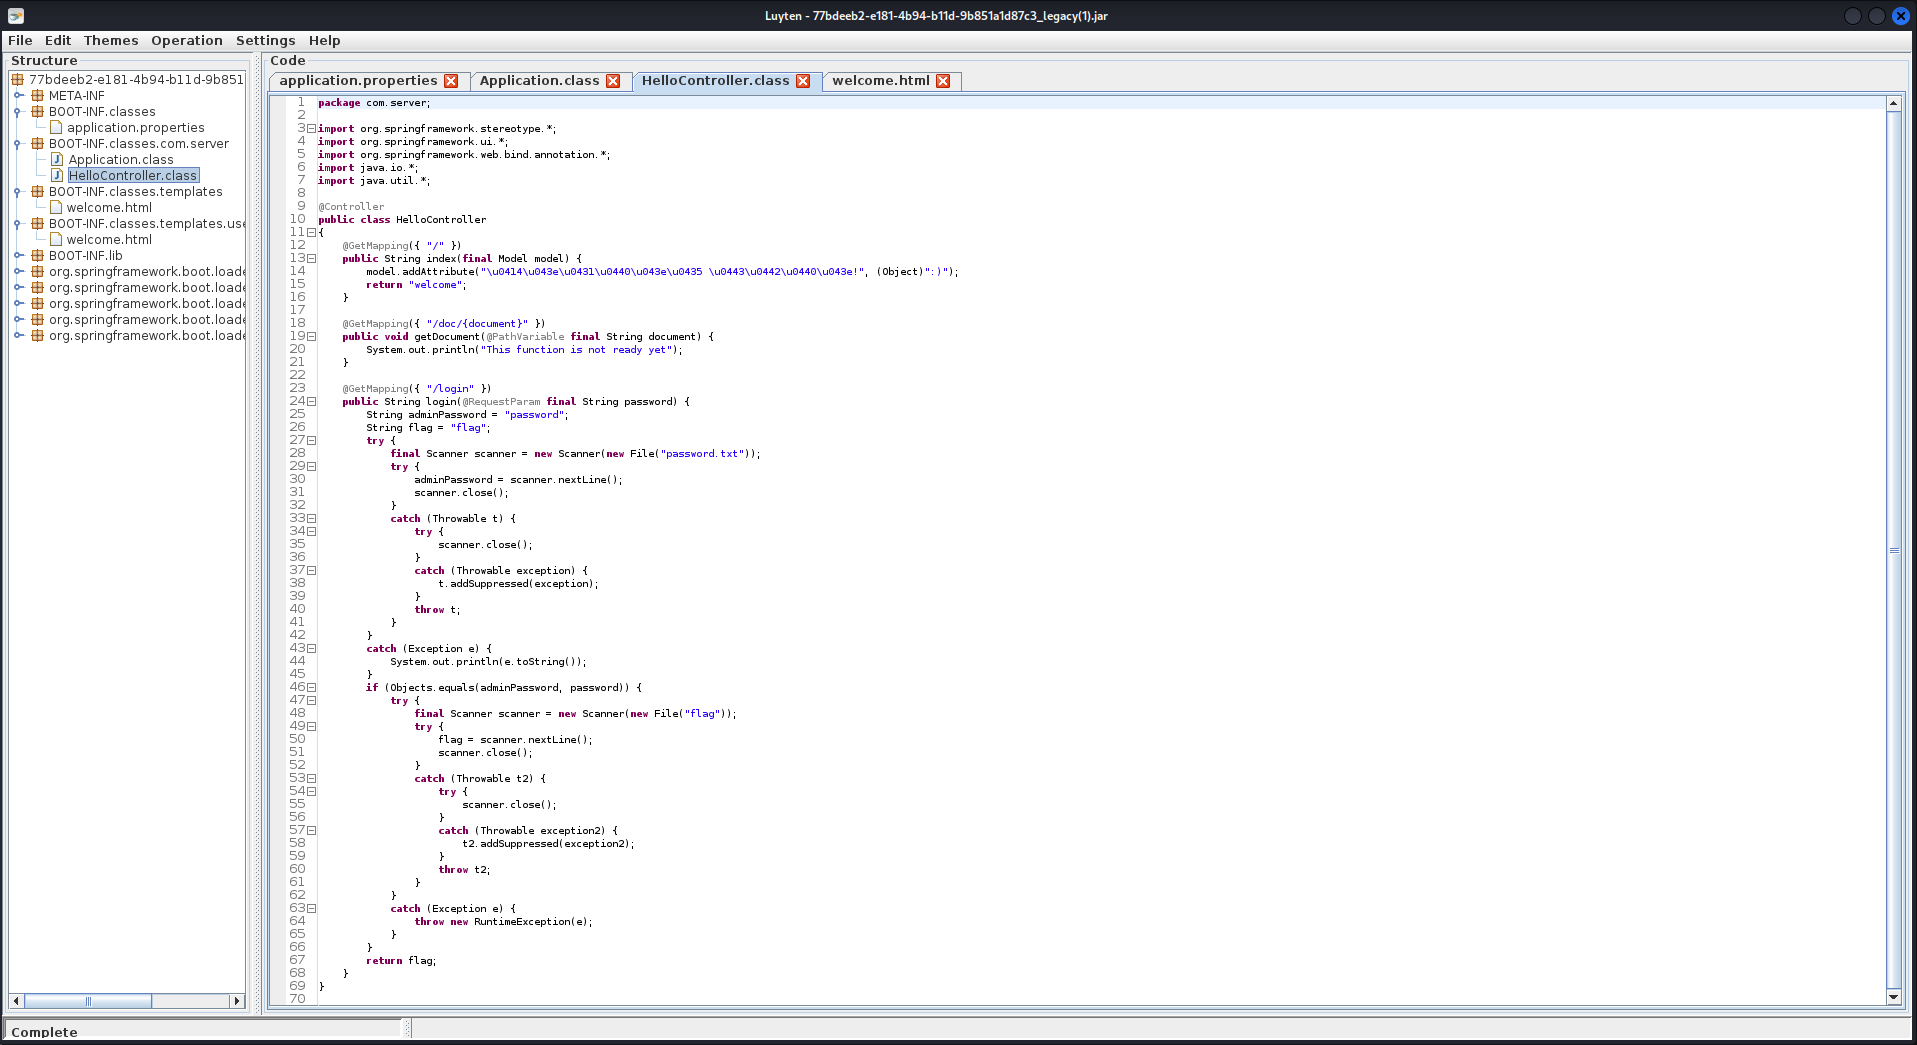 Luyten - 77bdeeb2-e181-4b94-b11d-9b851a1d87c3_legacy(1).jar
File Edit Themes Operation Settings Help
Structure
77bdeeb2-e181-4b94-b11d-9b851
META-INF
BOOT-INF.classes
application.properties
BOOT-INF.classes.com.server
Application.class
HelloController.class
BOOT-INF.classes.templates
welcome.html
BOOT-INF.classes.templates.use
welcome.html
BOOT-INF.lib
org.springframework.boot.loade
org.springframework.boot.loade
org.springframework.boot.loade
org.springframework.boot.loade
org.springframework.boot.loade
Code
application.properties Application.class HelloController.class welcome.html
1 package com.server;
2
3 import org.springframework.stereotype.*;
4 import org.springframework.ui.*;
5 import org.springframework.web.bind.annotation.*;
6 import java.io.*;
7 import java.util.*;
8
9 @Controller
10 public class HelloController
11 {
12 @GetMapping({ "/" })
13 public String index(final Model model) {
14 model.addAttribute("\u0414\u043e\u0431\u0440\u043e\u0435 \u0443\u0442\u0440\u043e!", (Object)":)");
15 return "welcome";
16 }
17
18 @GetMapping({ "/doc/{document}" })
19 public void getDocument(@PathVariable final String document) {
20 System.out.println("This function is not ready yet");
21 }
22
23 @GetMapping({ "/login" })
24 public String login(@RequestParam final String password) {
25 String adminPassword = "password";
26 String flag = "flag";
27 try {
28 final Scanner scanner = new Scanner(new File("password.txt"));
29 try {
30 adminPassword = scanner.nextLine();
31 scanner.close();
32 }
33 catch (Throwable t) {
34 try {
35 scanner.close();
36 }
37 catch (Throwable exception) {
38 t.addSuppressed(exception);
39 }
40 throw t;
41 }
42 }
43 catch (Exception e) {
44 System.out.println(e.toString());
45 }
46 if (Objects.equals(adminPassword, password)) {
47 try {
48 final Scanner scanner = new Scanner(new File("flag"));
49 try {
50 flag = scanner.nextLine();
51 scanner.close();
52 }
53 catch (Throwable t2) {
54 try {
55 scanner.close();
56 }
57 catch (Throwable exception2) {
58 t2.addSuppressed(exception2);
59 }
60 throw t2;
61 }
62 }
63 catch (Exception e) {
64 throw new RuntimeException(e);
65 }
66 }
67 return flag;
68 }
69 }
70
Complete